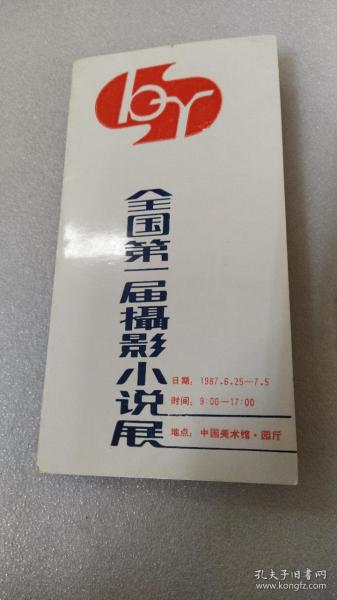 全国第一届攝影小说展
日期：1987.6.25—7.5
时间：9:00—17:00
地点：中国美术馆·园厅
孔夫子旧书网
www.kongfz.com